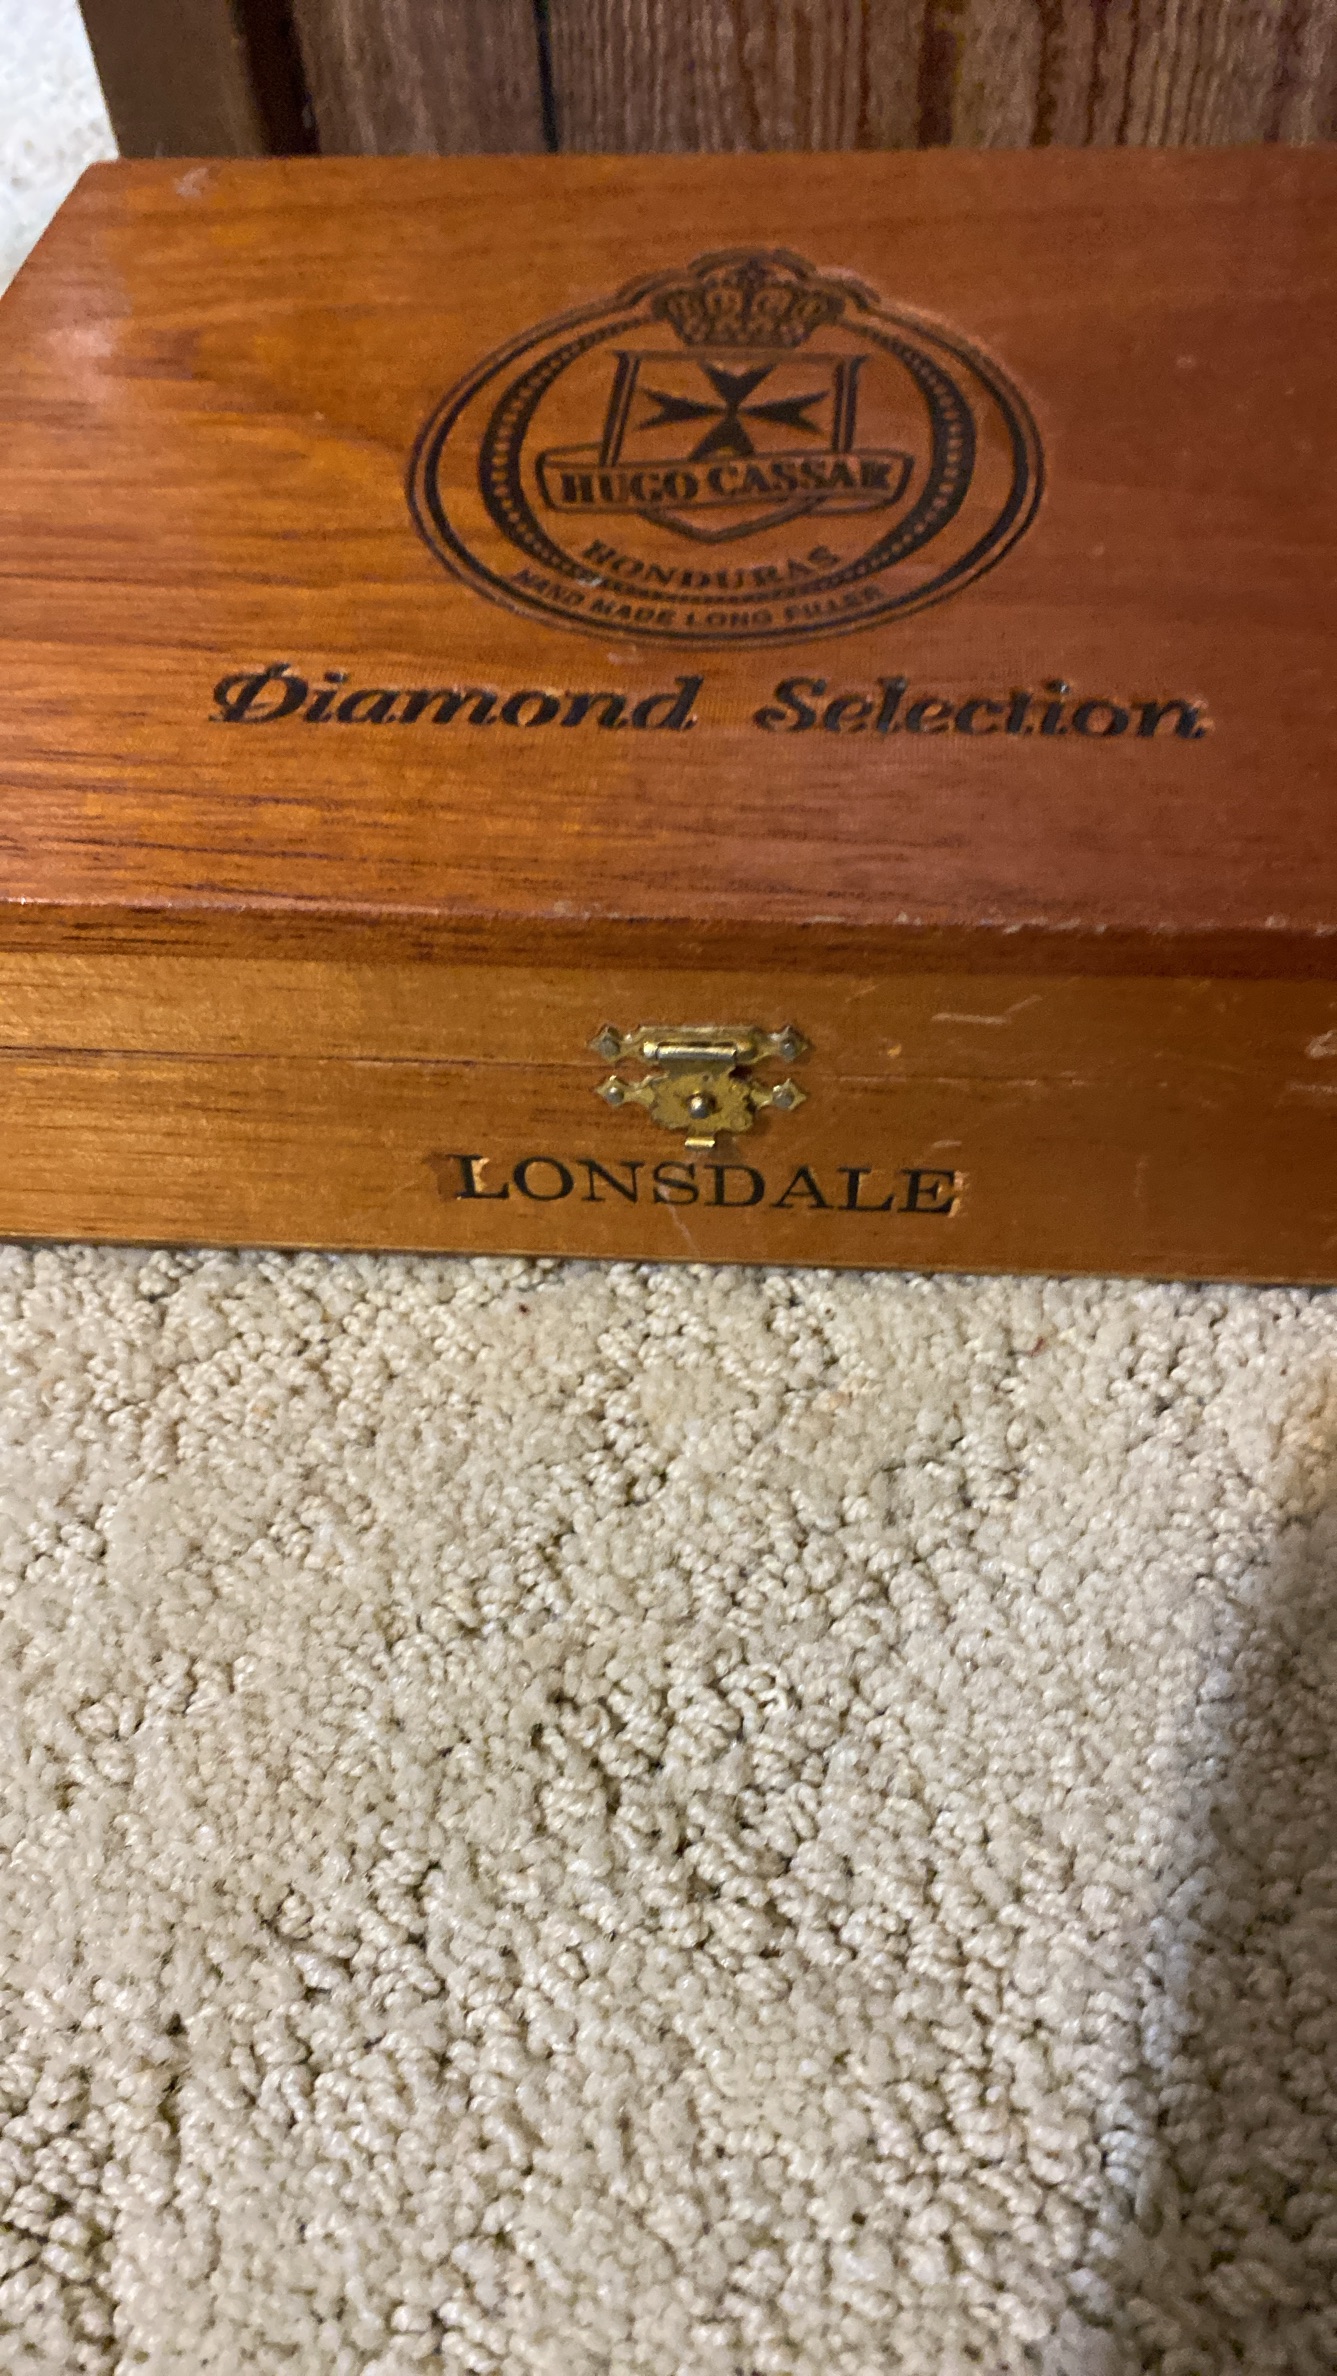 HUGO CASSAR
HONDURAS
HAND MADE LONG FILLER
Diamond Selection
LONSDALE